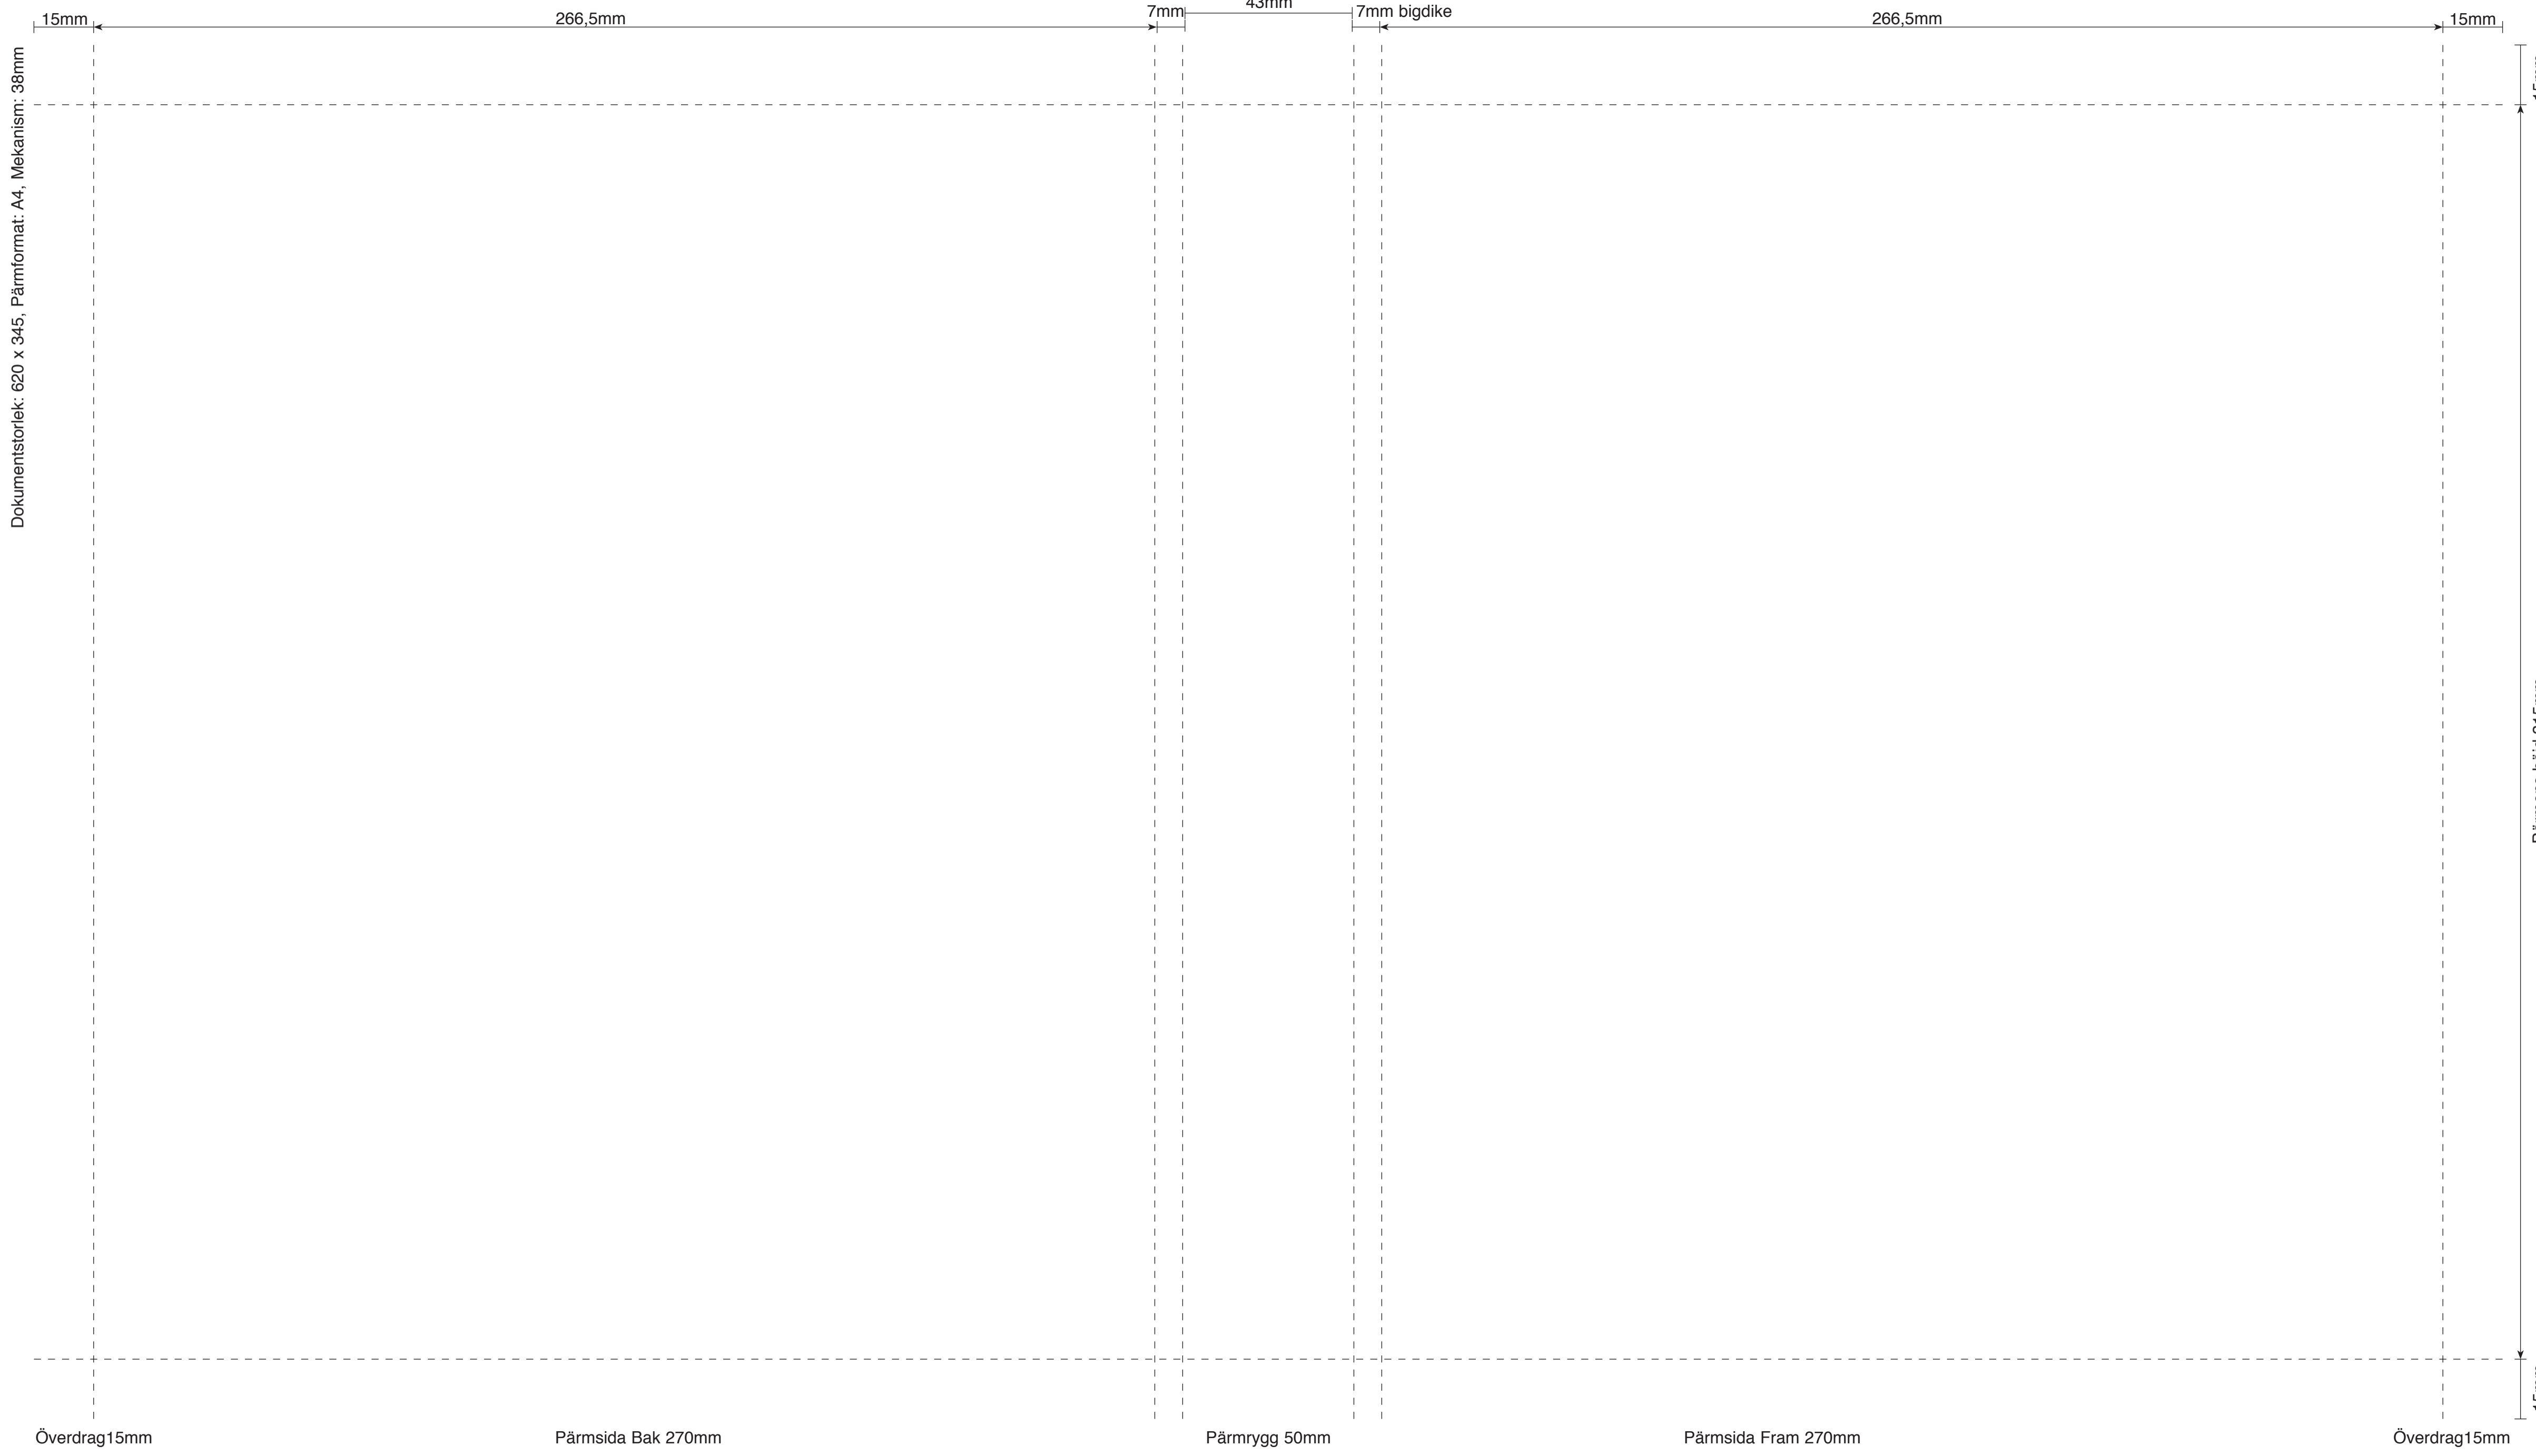 15mm
266,5mm
7mm
43mm
7mm bigdike
266,5mm
15mm
Dokumentstorlek: 620 x 345, Pärmformat: A4, Mekanism: 38mm
Överdrag15mm
Pärmsida Bak 270mm
Pärmrygg 50mm
Pärmsida Fram 270mm
Överdrag15mm